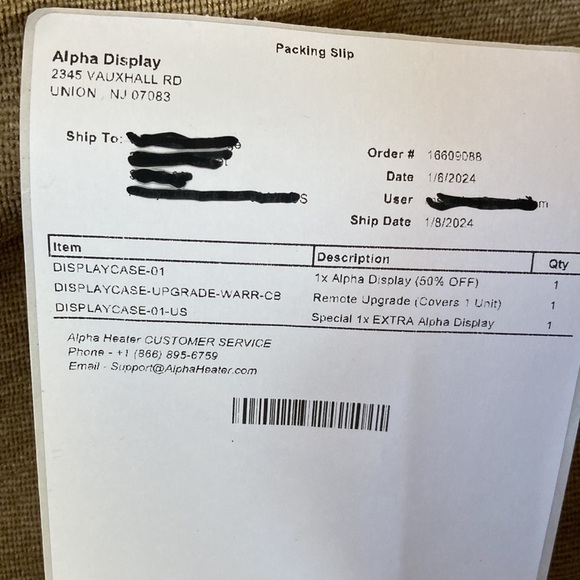 Packing Slip
Alpha Display
2345 VAUXHALL RD
UNION , NJ 07083
Ship To:
Order # 16609088
Date 1/6/2024
User
Ship Date 1/8/2024
Item Description Qty
DISPLAYCASE-01 1x Alpha Display (50% OFF) 1
DISPLAYCASE-UPGRADE-WARR-CB Remote Upgrade (Covers 1 Unit) 1
DISPLAYCASE-01-US Special 1x EXTRA Alpha Display 1
Alpha Heater CUSTOMER SERVICE
Phone - +1 (866) 895-6759
Email - Support@AlphaHeater.com